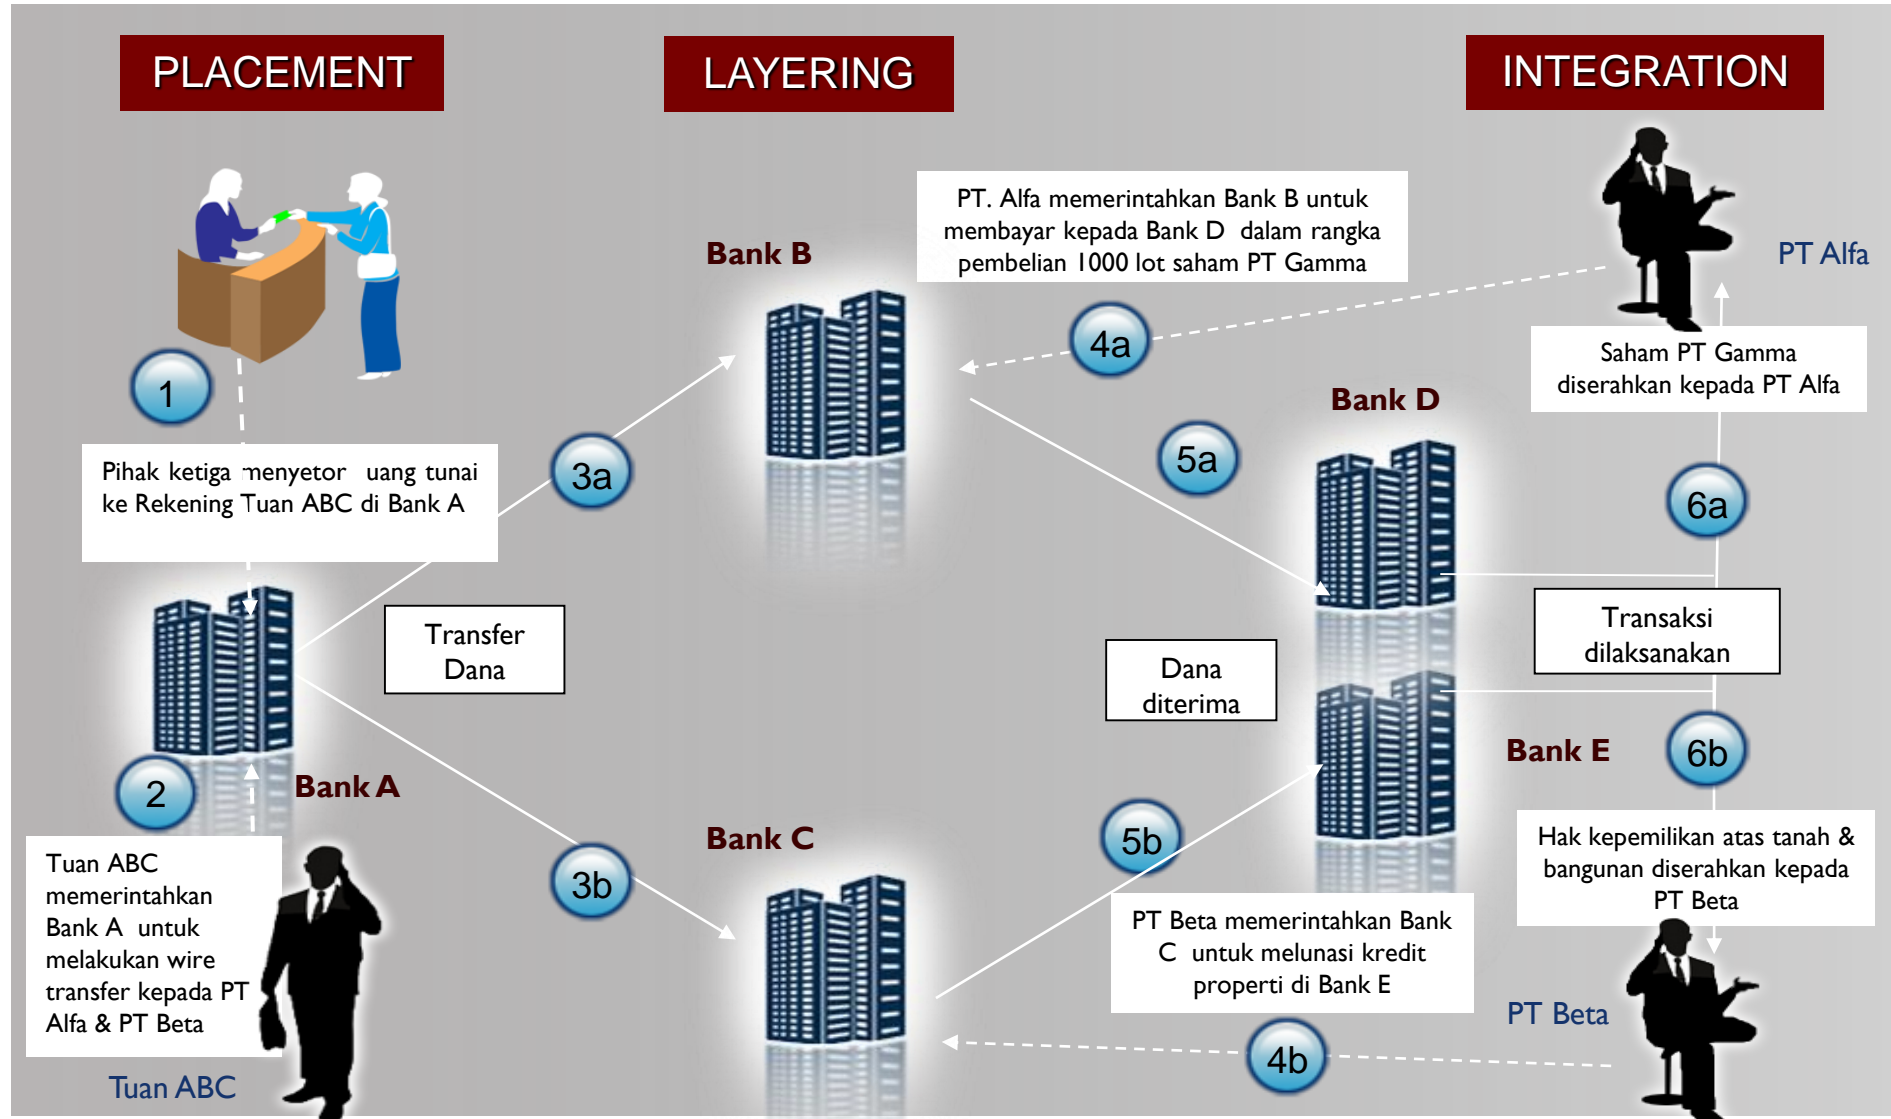 PLACEMENT
LAYERING
INTEGRATION
PT. Alfa memerintahkan Bank B untuk
membayar kepada Bank D dalam rangka
pembelian 1000 lot saham PT Gamma
Bank B
PT Alfa
4a
Saham PT Gamma
diserahkan kepada PT Alfa
1
Bank D
Pihak ketiga menyetor uang tunai
ke Rekening Tuan ABC di Bank A
3a
5a
6a
Transfer
Dana
Transaksi
dilaksanakan
Dana
diterima
Bank E
6b
2
Bank A
Bank C
5b
Hak kepemilikan atas tanah &
bangunan diserahkan kepada
PT Beta
Tuan ABC
memerintahkan
Bank A untuk
melakukan wire
transfer kepada PT
Alfa & PT Beta
3b
PT Beta memerintahkan Bank
C untuk melunasi kredit
properti di Bank E
PT Beta
4b
Tuan ABC